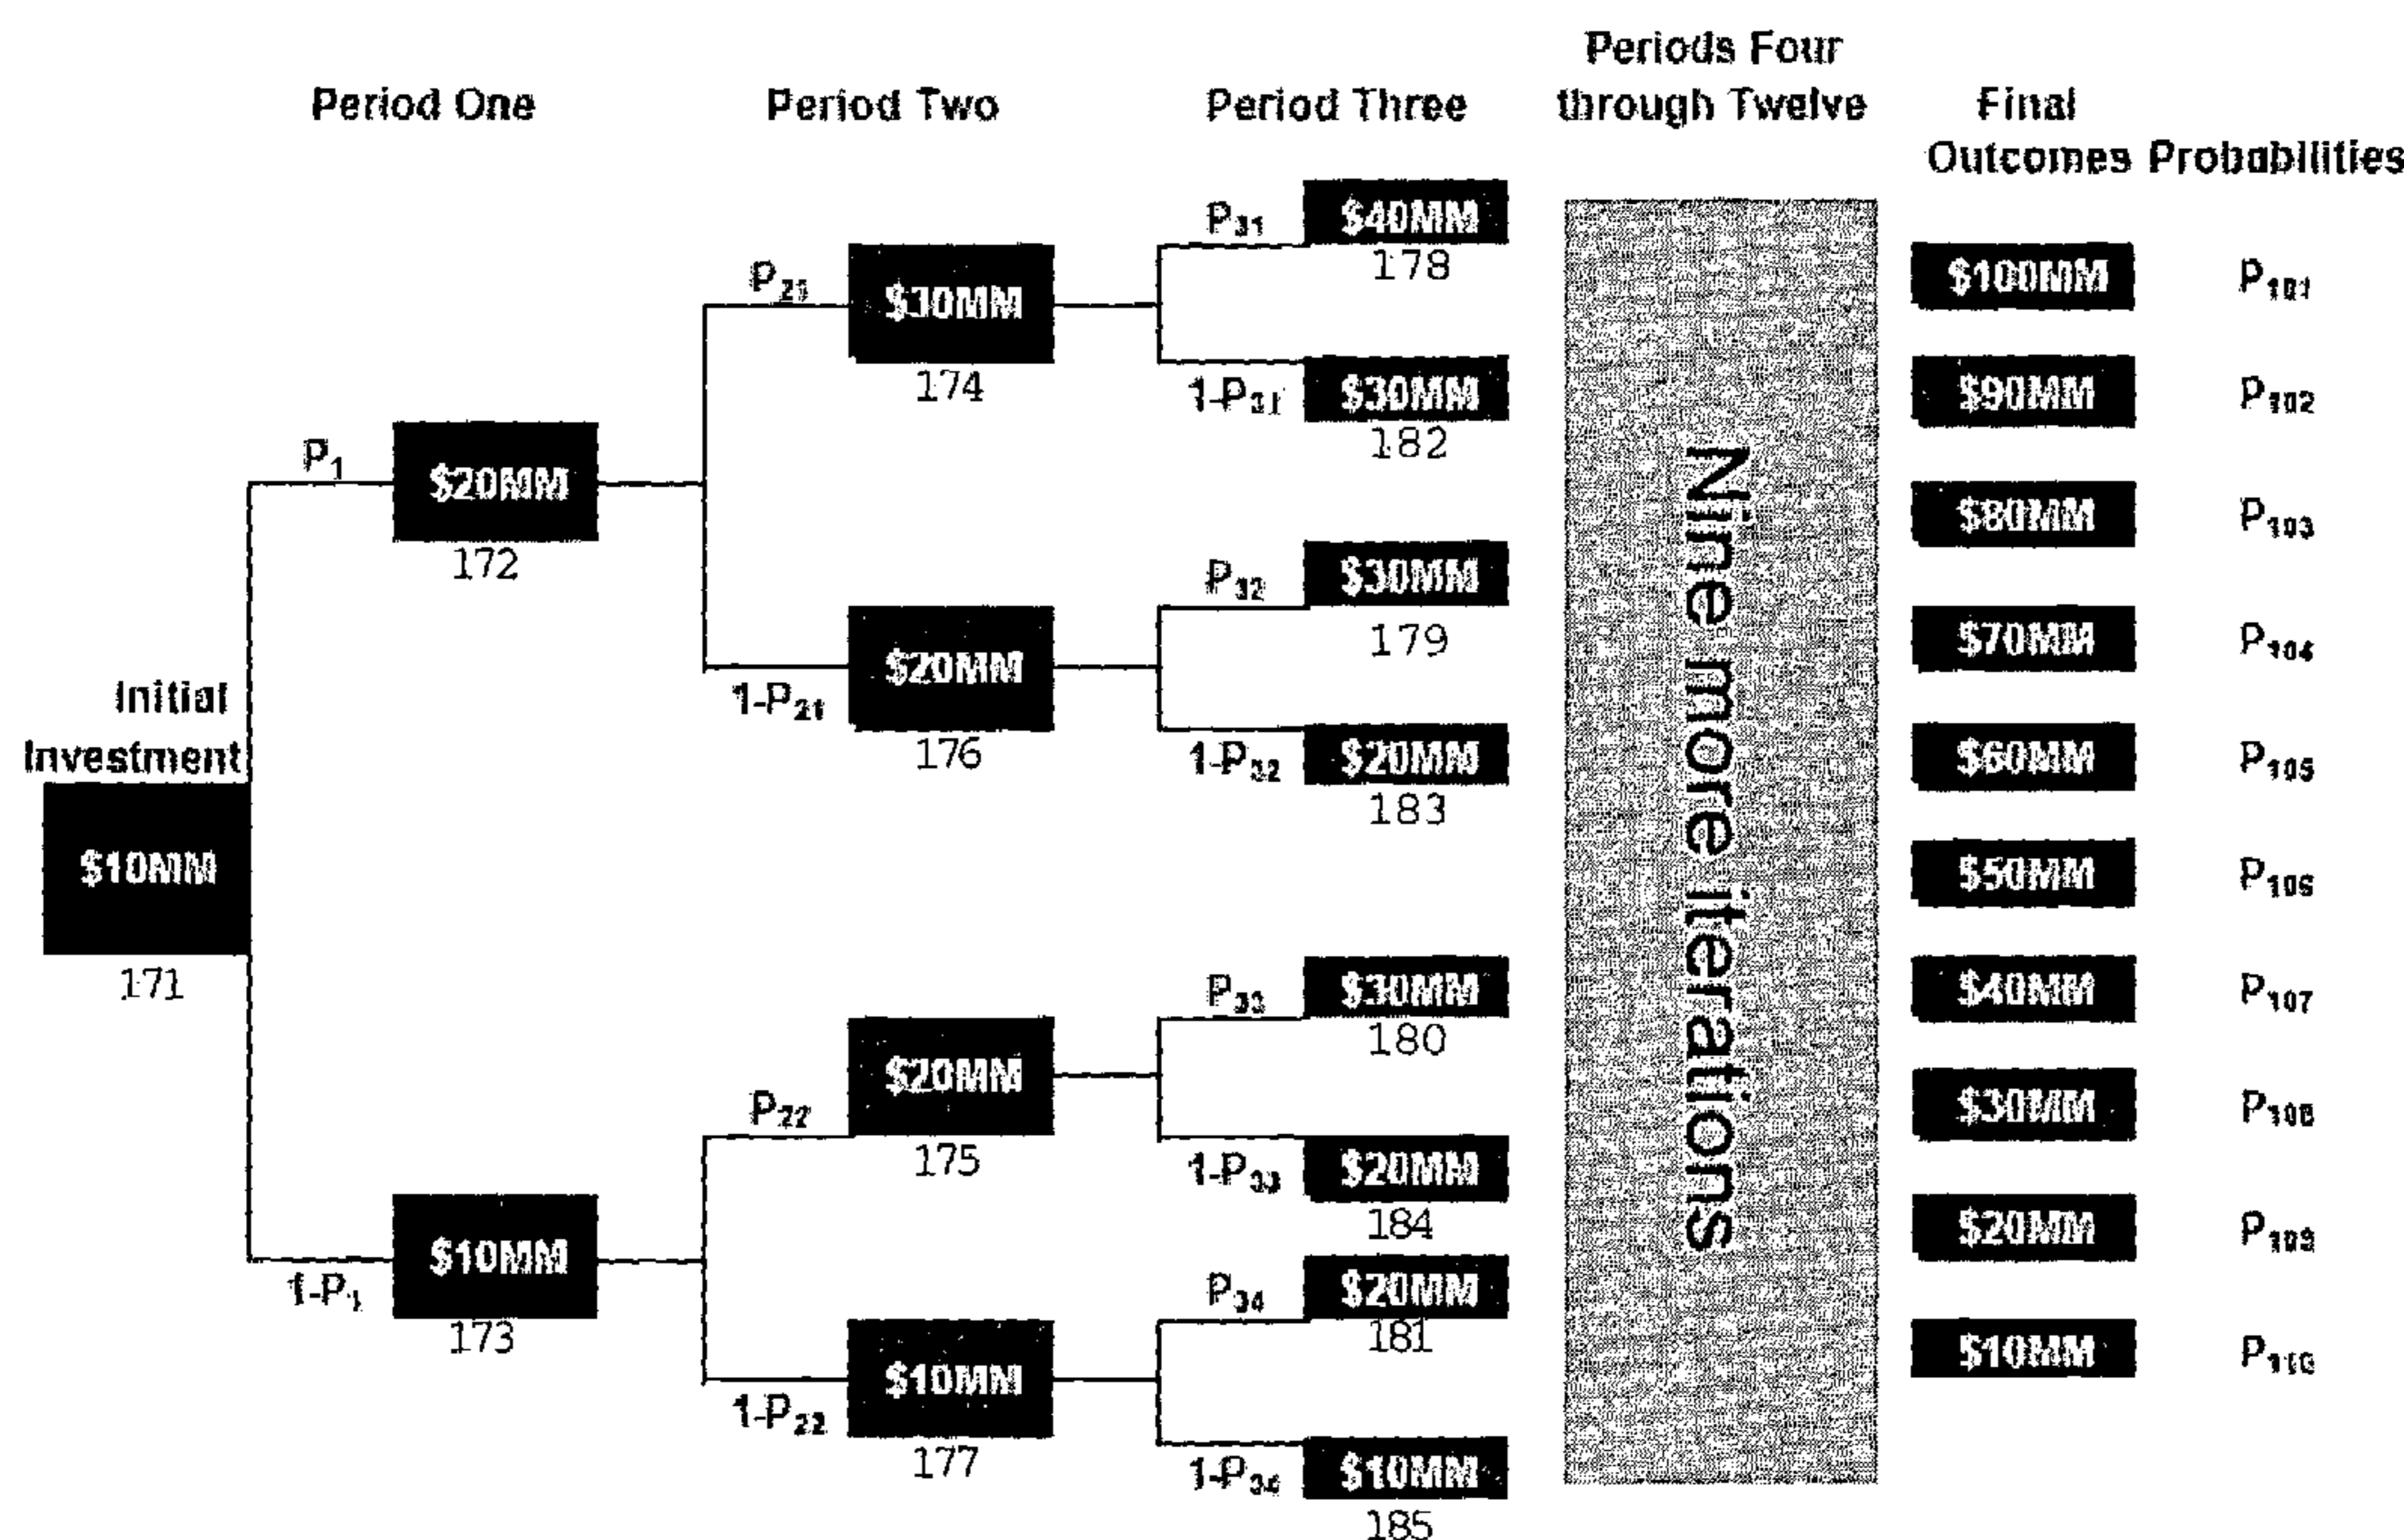 Periods Four
Period One Period Two Period Three through Twelve Final
Outcomes Probabilities
P₃₁ $40MM
178
$100MM P₁₀₁
P₂₁ $30MM
174
1-P₃₁ $30MM
182
$90MM P₁₀₂
P₁ $20MM
172
$80MM P₁₀₃
P₃₂ $30MM
179
$70MM P₁₀₄
1-P₂₁ $20MM
176
Initial
Investment
$10MM
171
1-P₃₂ $20MM
183
$60MM P₁₀₅
Nine more iterations
$50MM P₁₀₆
P₃₃ $30MM
180
$40MM P₁₀₇
P₂₂ $20MM
175
$30MM P₁₀₈
1-P₃₃ $20MM
184
1-P₁ $10MM
173
$20MM P₁₀₉
P₃₄ $20MM
181
1-P₂₂ $10MM
177
$10MM P₁₁₀
1-P₃₄ $10MM
185